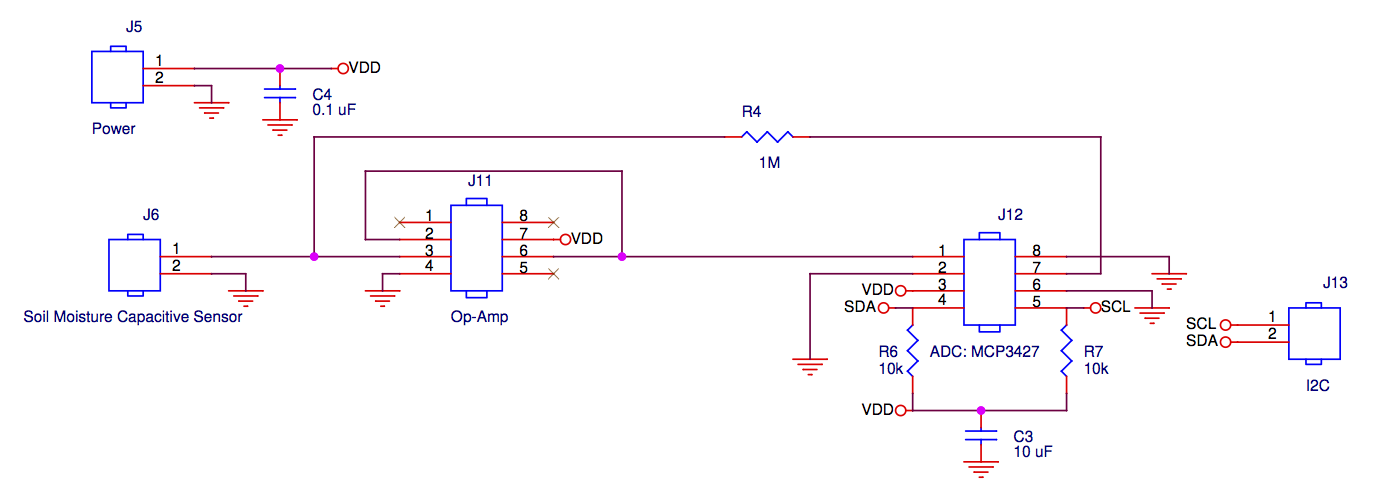 J5
1
2
VDD
C4
0.1 uF
Power
R4
1M
J11
1
2
3
4
8
7
6
5
VDD
Op-Amp
J6
1
2
Soil Moisture Capacitive Sensor
J12
1
2
3
4
8
7
6
5
VDD
SDA
SCL
R6
10k
ADC: MCP3427
R7
10k
VDD
C3
10 uF
J13
SCL
1
SDA
2
I2C